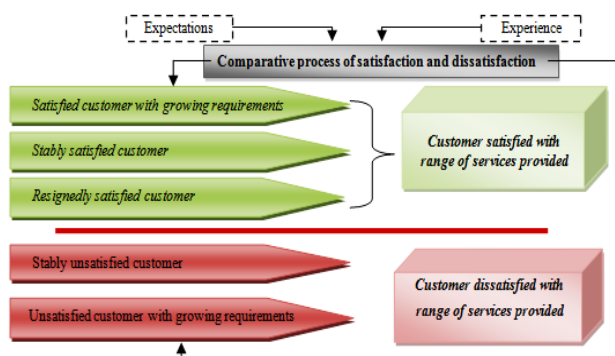 Expectations
Experience
Comparative process of satisfaction and dissatisfaction
Satisfied customer with growing requirements
Stably satisfied customer
Resignedly satisfied customer
Customer satisfied with
range of services provided
Stably unsatisfied customer
Unsatisfied customer with growing requirements
Customer dissatisfied with
range of services provided